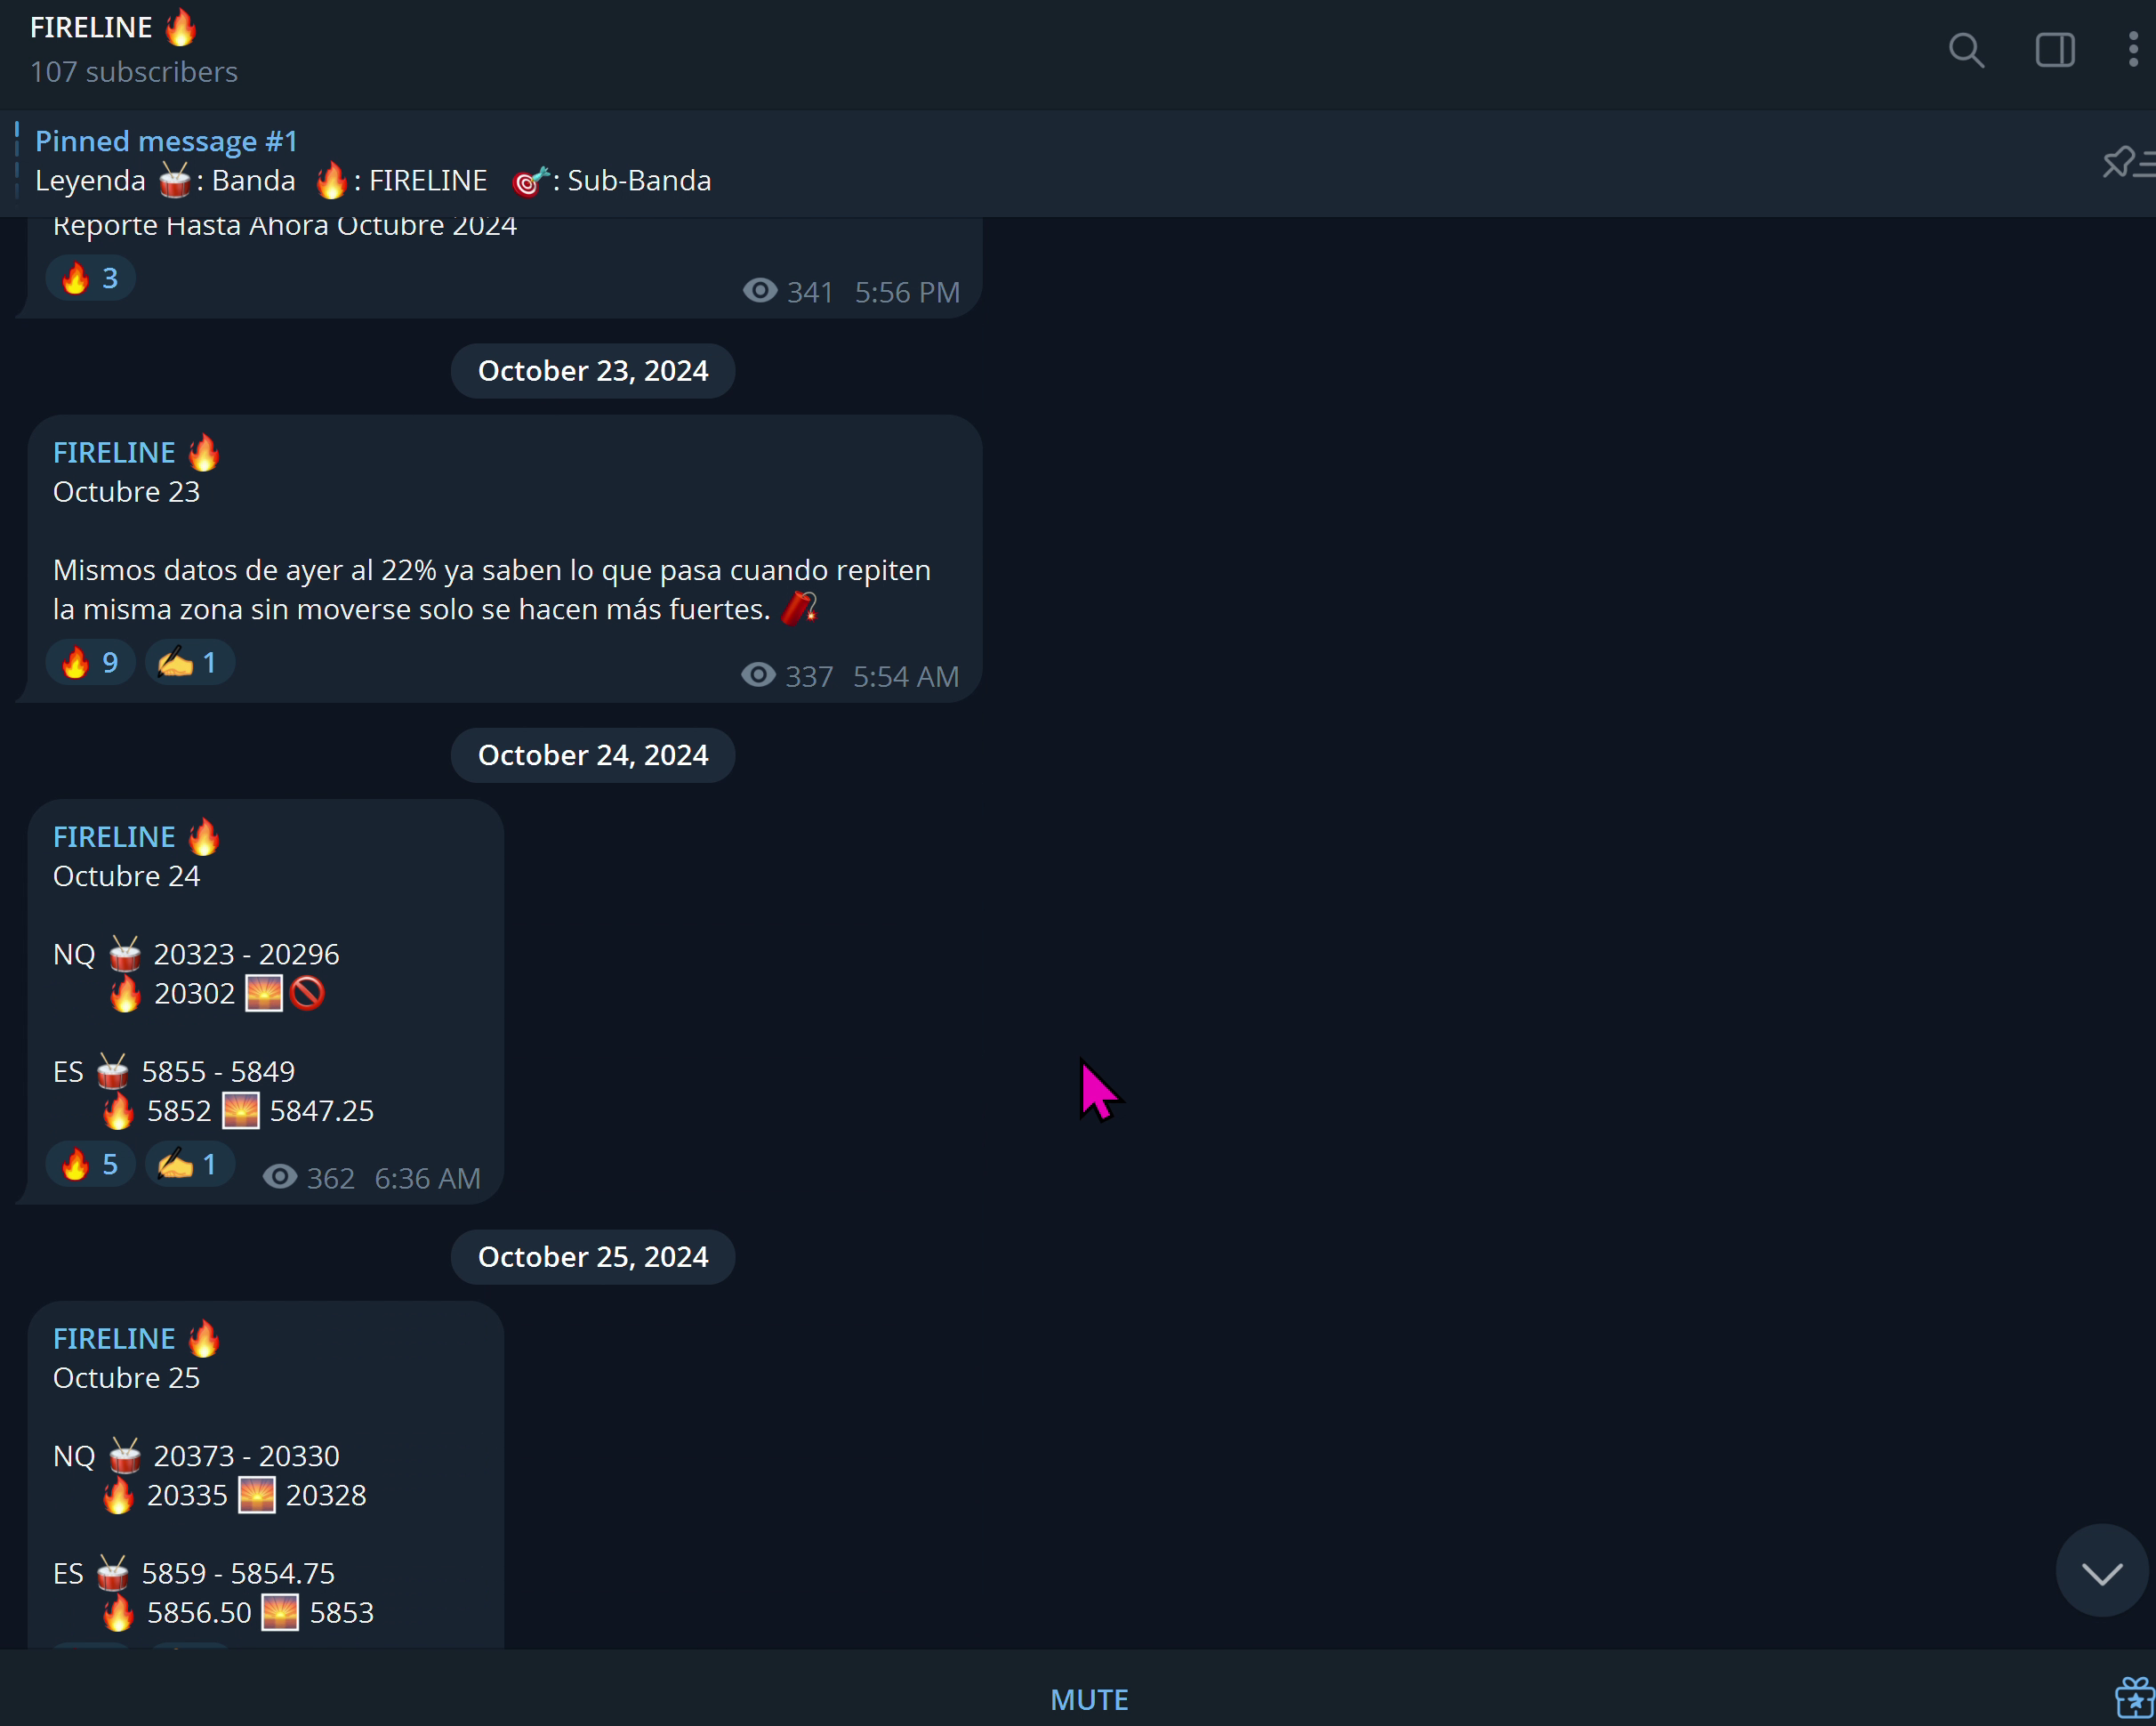 FIRELINE 🔥
107 subscribers
Pinned message #1
Leyenda 🥁: Banda 🔥: FIRELINE 🎯: Sub-Banda
Reporte Hasta Ahora Octubre 2024
🔥 3
341 5:56 PM
October 23, 2024
FIRELINE 🔥
Octubre 23
Mismos datos de ayer al 22% ya saben lo que pasa cuando repiten
la misma zona sin moverse solo se hacen más fuertes. 🧨
🔥 9 ✍️ 1
337 5:54 AM
October 24, 2024
FIRELINE 🔥
Octubre 24
NQ 🥁 20323 - 20296
🔥 20302 🌅🚫
ES 🥁 5855 - 5849
🔥 5852 🌅 5847.25
🔥 5 ✍️ 1 362 6:36 AM
October 25, 2024
FIRELINE 🔥
Octubre 25
NQ 🥁 20373 - 20330
🔥 20335 🌅 20328
ES 🥁 5859 - 5854.75
🔥 5856.50 🌅 5853
MUTE